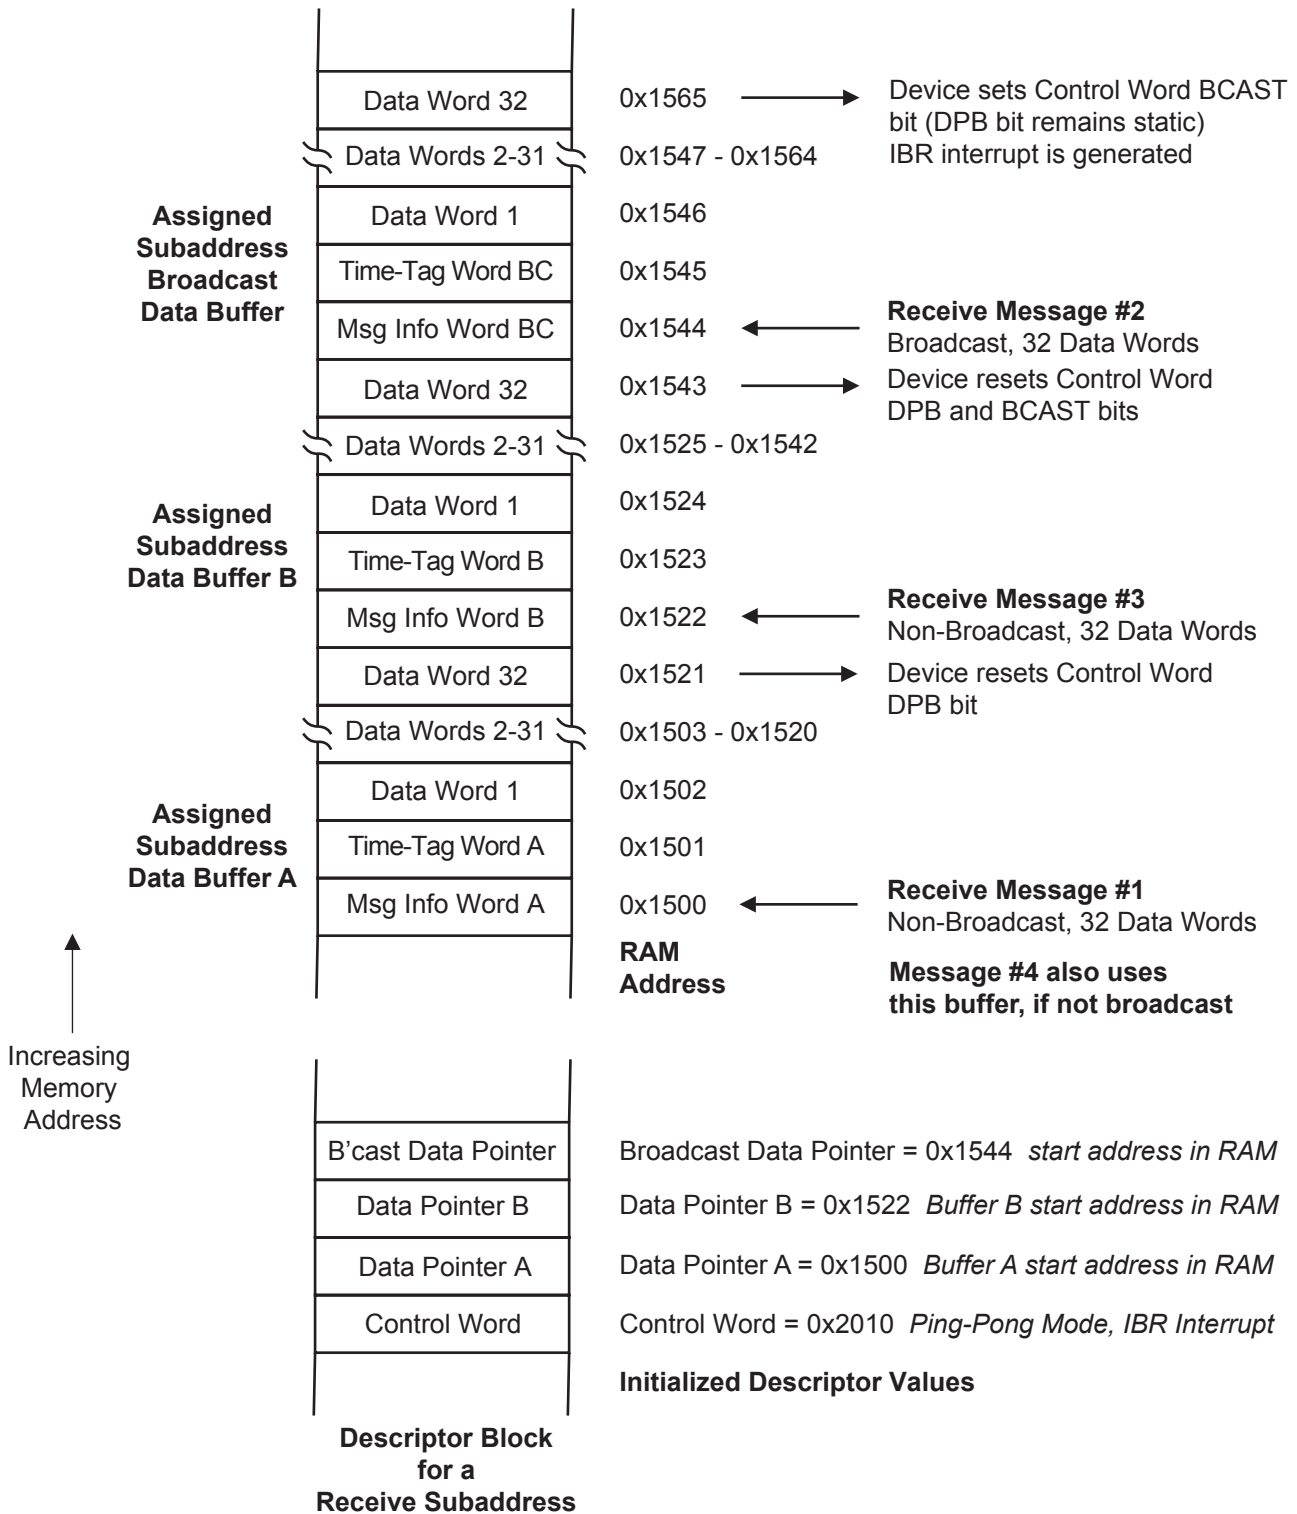 Data Word 32 0x1565 Device sets Control Word BCAST
bit (DPB bit remains static)
Data Words 2-31 0x1547 - 0x1564 IBR interrupt is generated
Assigned
Subaddress
Broadcast
Data Buffer
Data Word 1 0x1546
Time-Tag Word BC 0x1545
Msg Info Word BC 0x1544 Receive Message #2
Broadcast, 32 Data Words
Data Word 32 0x1543 Device resets Control Word
DPB and BCAST bits
Data Words 2-31 0x1525 - 0x1542
Assigned
Subaddress
Data Buffer B
Data Word 1 0x1524
Time-Tag Word B 0x1523
Msg Info Word B 0x1522 Receive Message #3
Non-Broadcast, 32 Data Words
Data Word 32 0x1521 Device resets Control Word
DPB bit
Data Words 2-31 0x1503 - 0x1520
Assigned
Subaddress
Data Buffer A
Data Word 1 0x1502
Time-Tag Word A 0x1501
Msg Info Word A 0x1500 Receive Message #1
Non-Broadcast, 32 Data Words
RAM
Address
Message #4 also uses
this buffer, if not broadcast
Increasing
Memory
Address
B'cast Data Pointer Broadcast Data Pointer = 0x1544 start address in RAM
Data Pointer B Data Pointer B = 0x1522 Buffer B start address in RAM
Data Pointer A Data Pointer A = 0x1500 Buffer A start address in RAM
Control Word Control Word = 0x2010 Ping-Pong Mode, IBR Interrupt
Initialized Descriptor Values
Descriptor Block
for a
Receive Subaddress